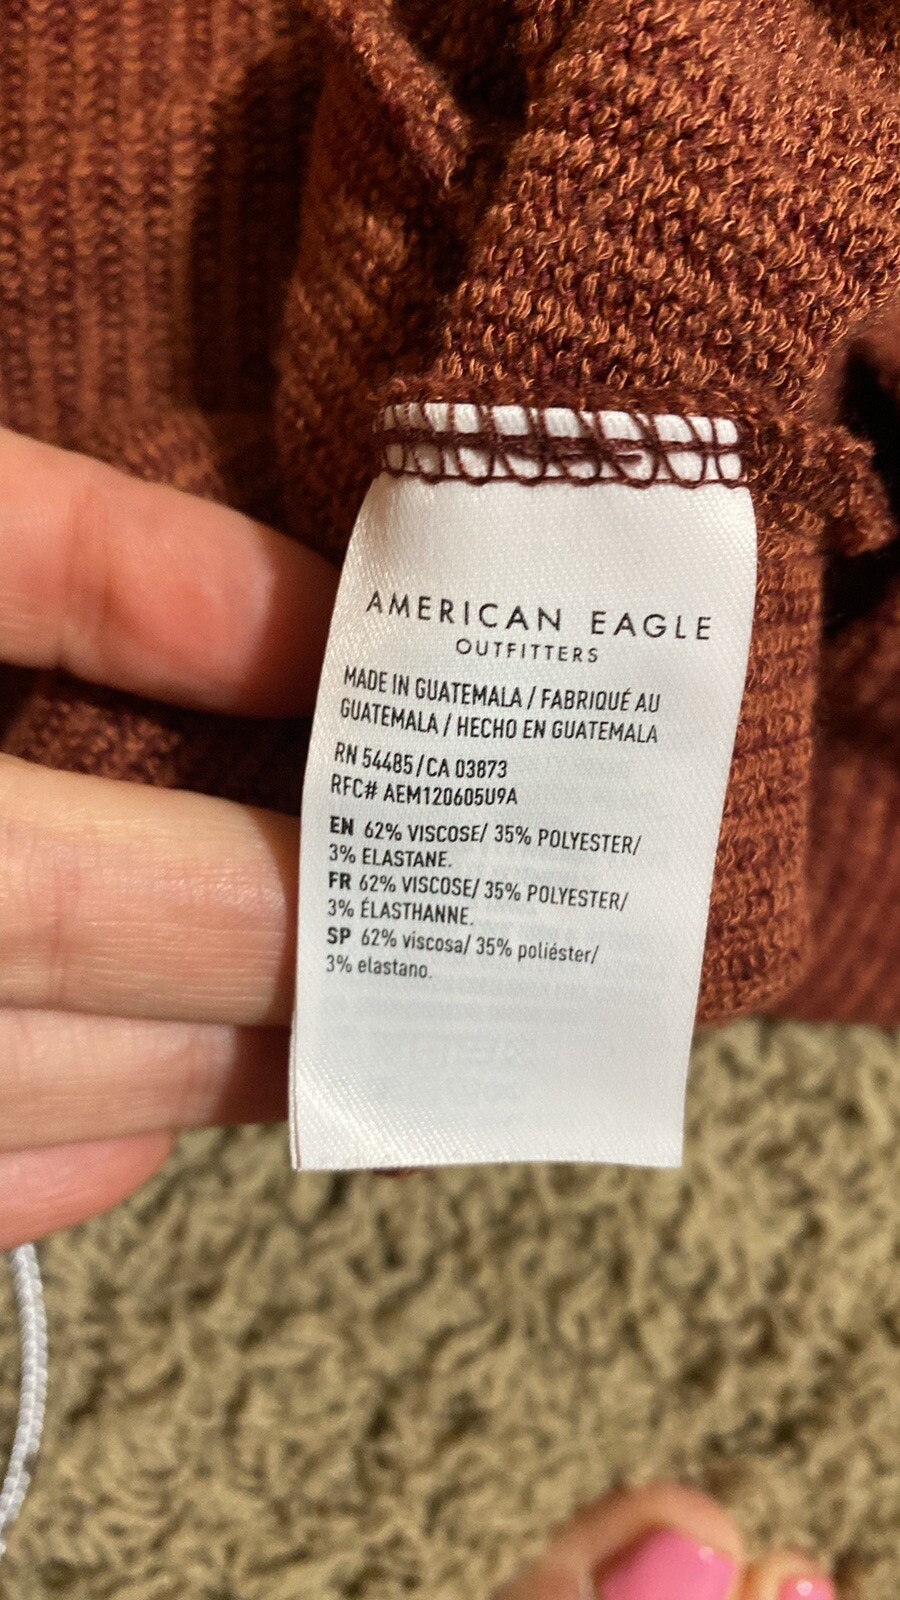 AMERICAN EAGLE
OUTFITTERS
MADE IN GUATEMALA / FABRIQUÉ AU
GUATEMALA / HECHO EN GUATEMALA
RN 54485/CA 03873
RFC# AEM120605U9A
EN 62% VISCOSE/ 35% POLYESTER/
3% ELASTANE.
FR 62% VISCOSE/ 35% POLYESTER/
3% ÉLASTHANNE.
SP 62% viscosa/ 35% poliéster/
3% elastano.